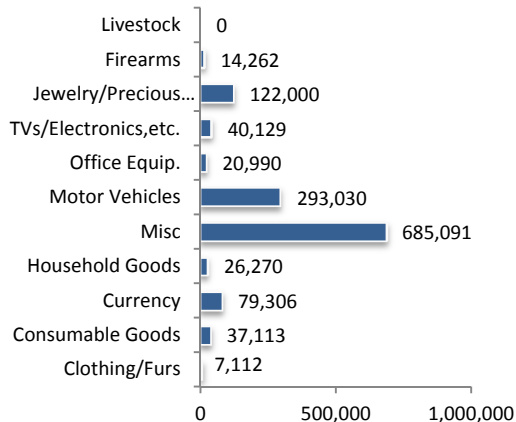 Livestock 0
Firearms 14,262
Jewelry/Precious... 122,000
TVs/Electronics,etc. 40,129
Office Equip. 20,990
Motor Vehicles 293,030
Misc 685,091
Household Goods 26,270
Currency 79,306
Consumable Goods 37,113
Clothing/Furs 7,112
0 500,000 1,000,000